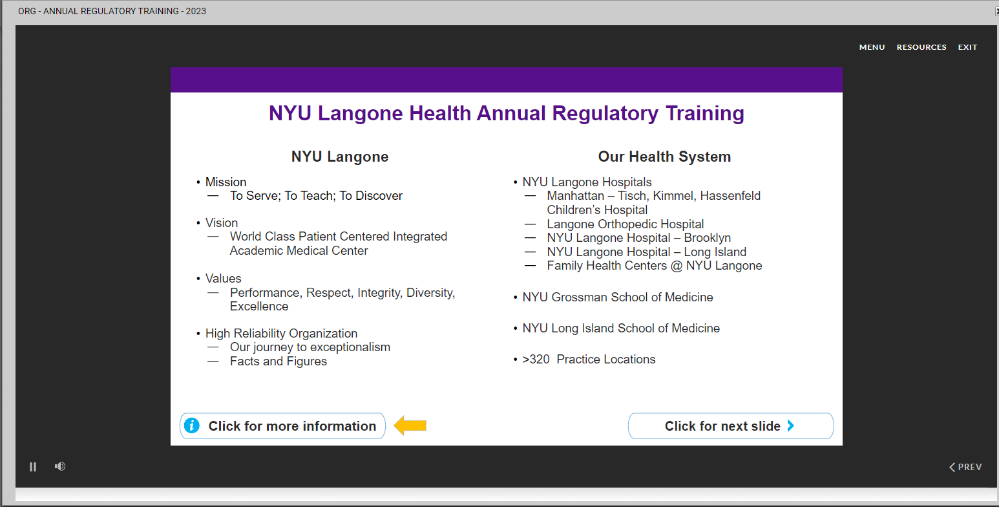 ORG - ANNUAL REGULATORY TRAINING - 2023
MENU RESOURCES EXIT
NYU Langone Health Annual Regulatory Training
NYU Langone
• Mission
— To Serve; To Teach; To Discover
• Vision
— World Class Patient Centered Integrated
Academic Medical Center
• Values
— Performance, Respect, Integrity, Diversity,
Excellence
• High Reliability Organization
— Our journey to exceptionalism
— Facts and Figures
Our Health System
• NYU Langone Hospitals
— Manhattan – Tisch, Kimmel, Hassenfeld
Children’s Hospital
— Langone Orthopedic Hospital
— NYU Langone Hospital – Brooklyn
— NYU Langone Hospital – Long Island
— Family Health Centers @ NYU Langone
• NYU Grossman School of Medicine
• NYU Long Island School of Medicine
• >320 Practice Locations
i Click for more information
Click for next slide
PREV